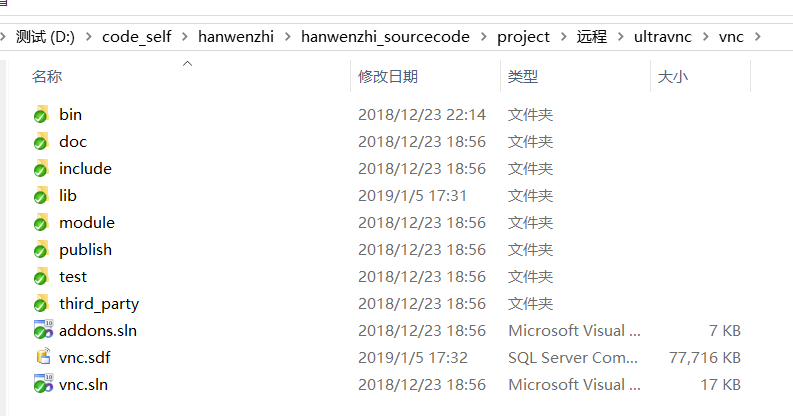 测试 (D:) > code_self > hanwenzhi > hanwenzhi_sourcecode > project > 远程 > ultravnc > vnc >
名称 修改日期 类型 大小
bin 2018/12/23 22:14 文件夹
doc 2018/12/23 18:56 文件夹
include 2018/12/23 18:56 文件夹
lib 2019/1/5 17:31 文件夹
module 2018/12/23 18:56 文件夹
publish 2018/12/23 18:56 文件夹
test 2018/12/23 18:56 文件夹
third_party 2018/12/23 18:56 文件夹
addons.sln 2018/12/23 18:56 Microsoft Visual ... 7 KB
vnc.sdf 2019/1/5 17:32 SQL Server Com... 77,716 KB
vnc.sln 2018/12/23 18:56 Microsoft Visual ... 17 KB